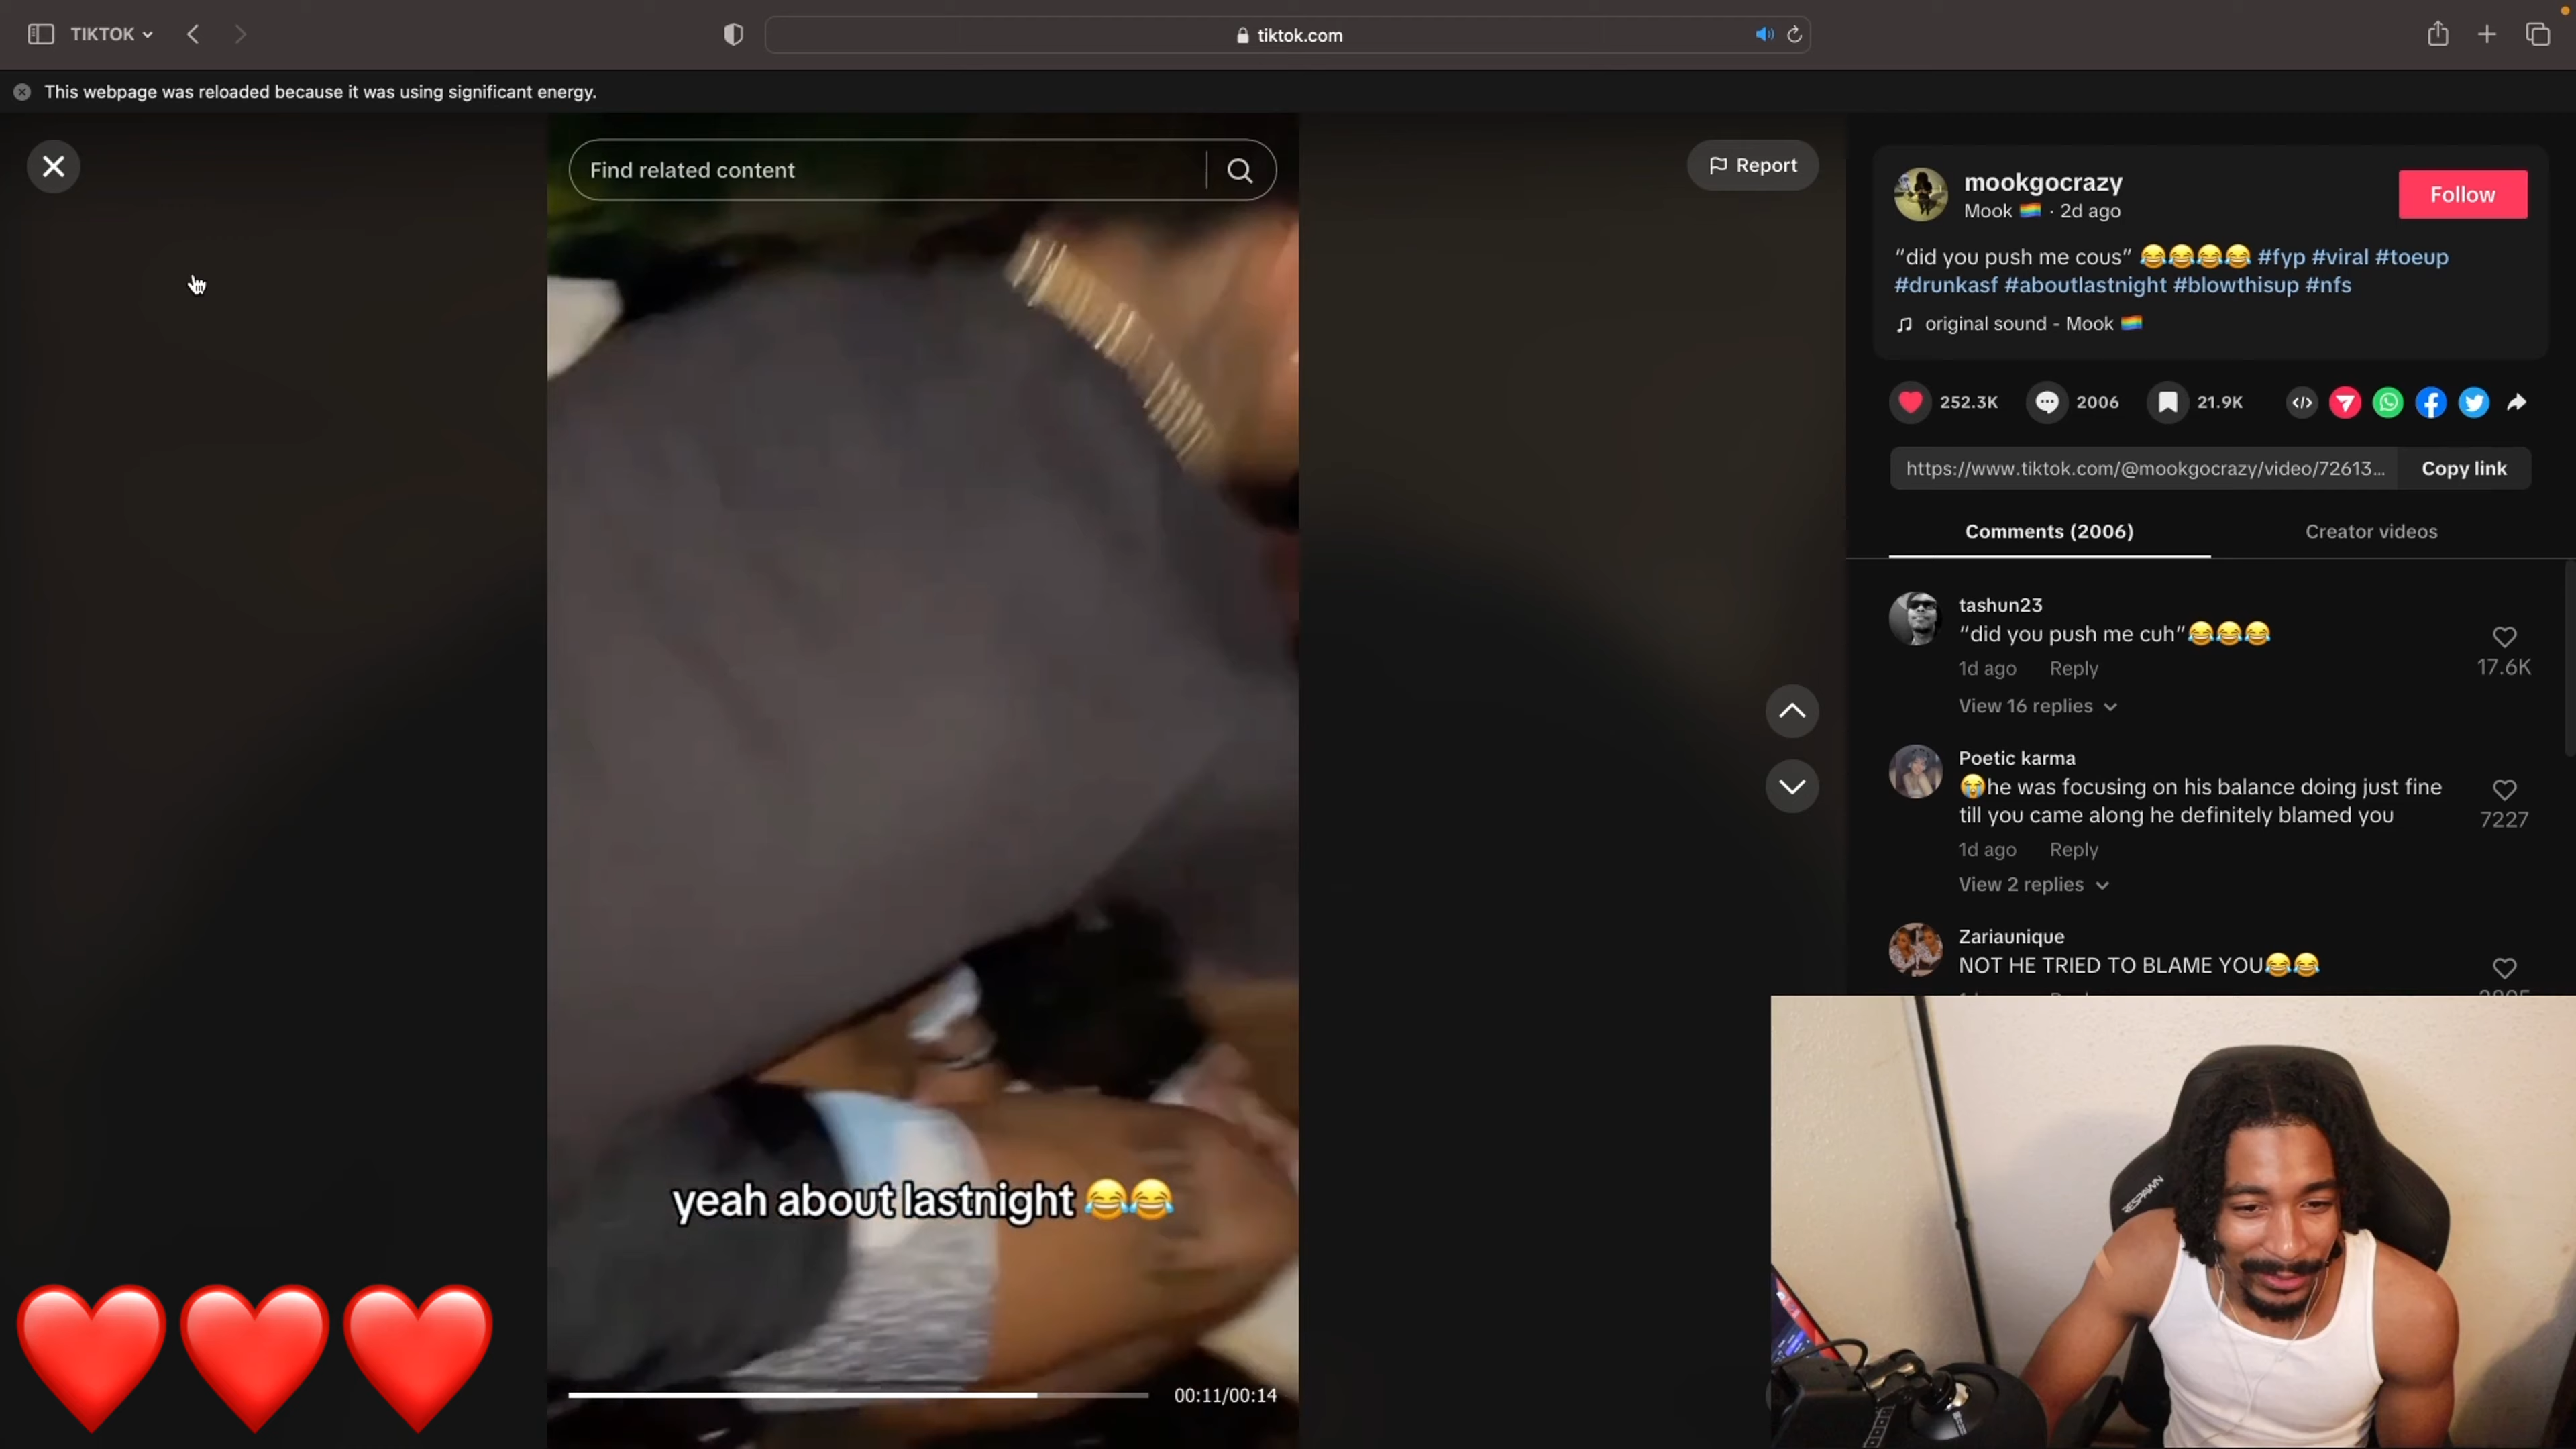 TIKTOK
tiktok.com
This webpage was reloaded because it was using significant energy.
Find related content
Report
mookgocrazy
Mook 🏳️‍🌈 · 2d ago
Follow
“did you push me cous” 😂😂😂😂 #fyp #viral #toeup
#drunkasf #aboutlastnight #blowthisup #nfs
original sound - Mook 🏳️‍🌈
252.3K
2006
21.9K
https://www.tiktok.com/@mookgocrazy/video/72613...
Copy link
Comments (2006)
Creator videos
tashun23
“did you push me cuh”😂😂😂
1d ago Reply
17.6K
View 16 replies
Poetic karma
😭he was focusing on his balance doing just fine
till you came along he definitely blamed you
7227
1d ago Reply
View 2 replies
Zariaunique
NOT HE TRIED TO BLAME YOU😂😂
yeah about lastnight 😂😂
00:11/00:14
RESPAWN